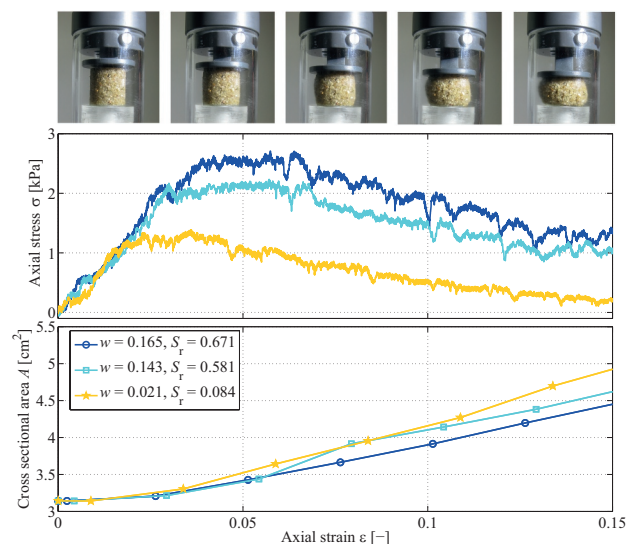 3
2
1
0
Axial stress σ [kPa]
5.5
5
4.5
4
3.5
3
Cross sectional area A [cm²]
w = 0.165, Sr = 0.671
w = 0.143, Sr = 0.581
w = 0.021, Sr = 0.084
0 0.05 0.1 0.15
Axial strain ε [−]